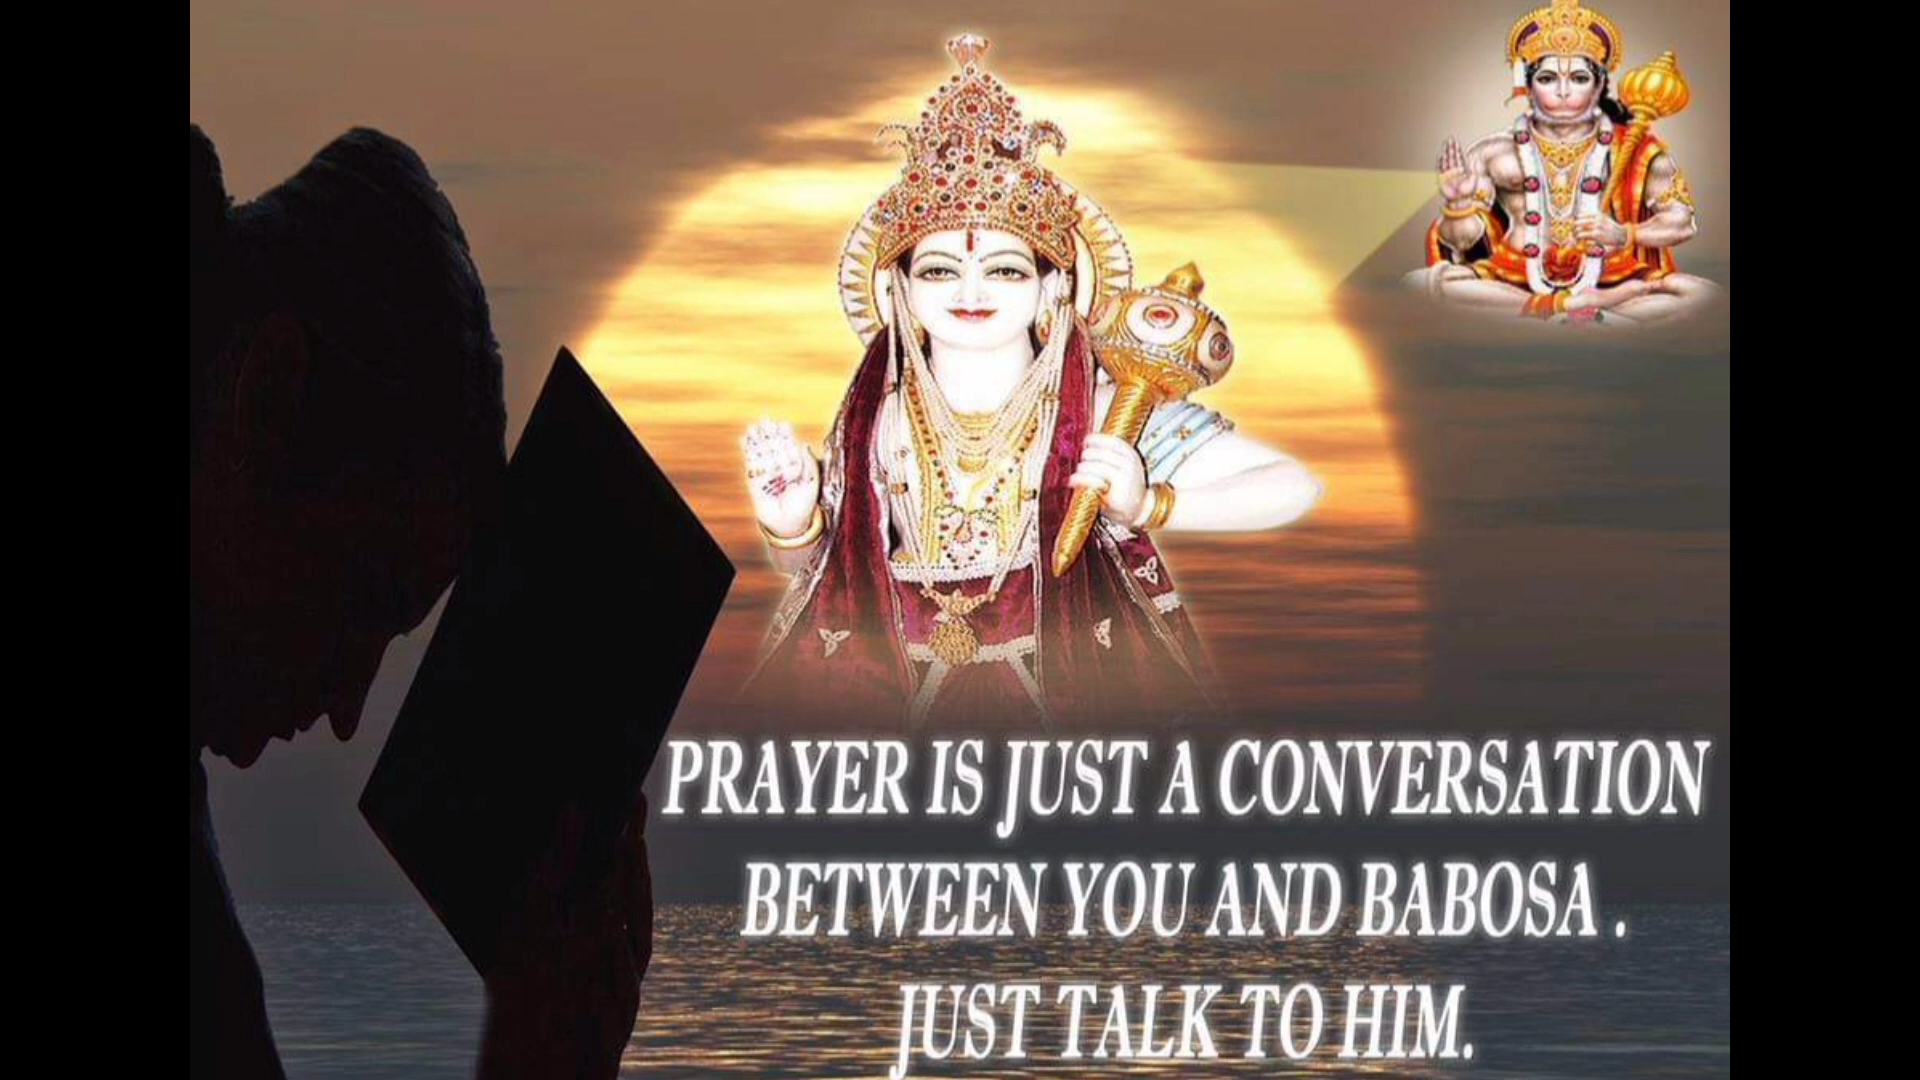 PRAYER IS JUST A CONVERSATION
BETWEEN YOU AND BABOSA .
JUST TALK TO HIM.